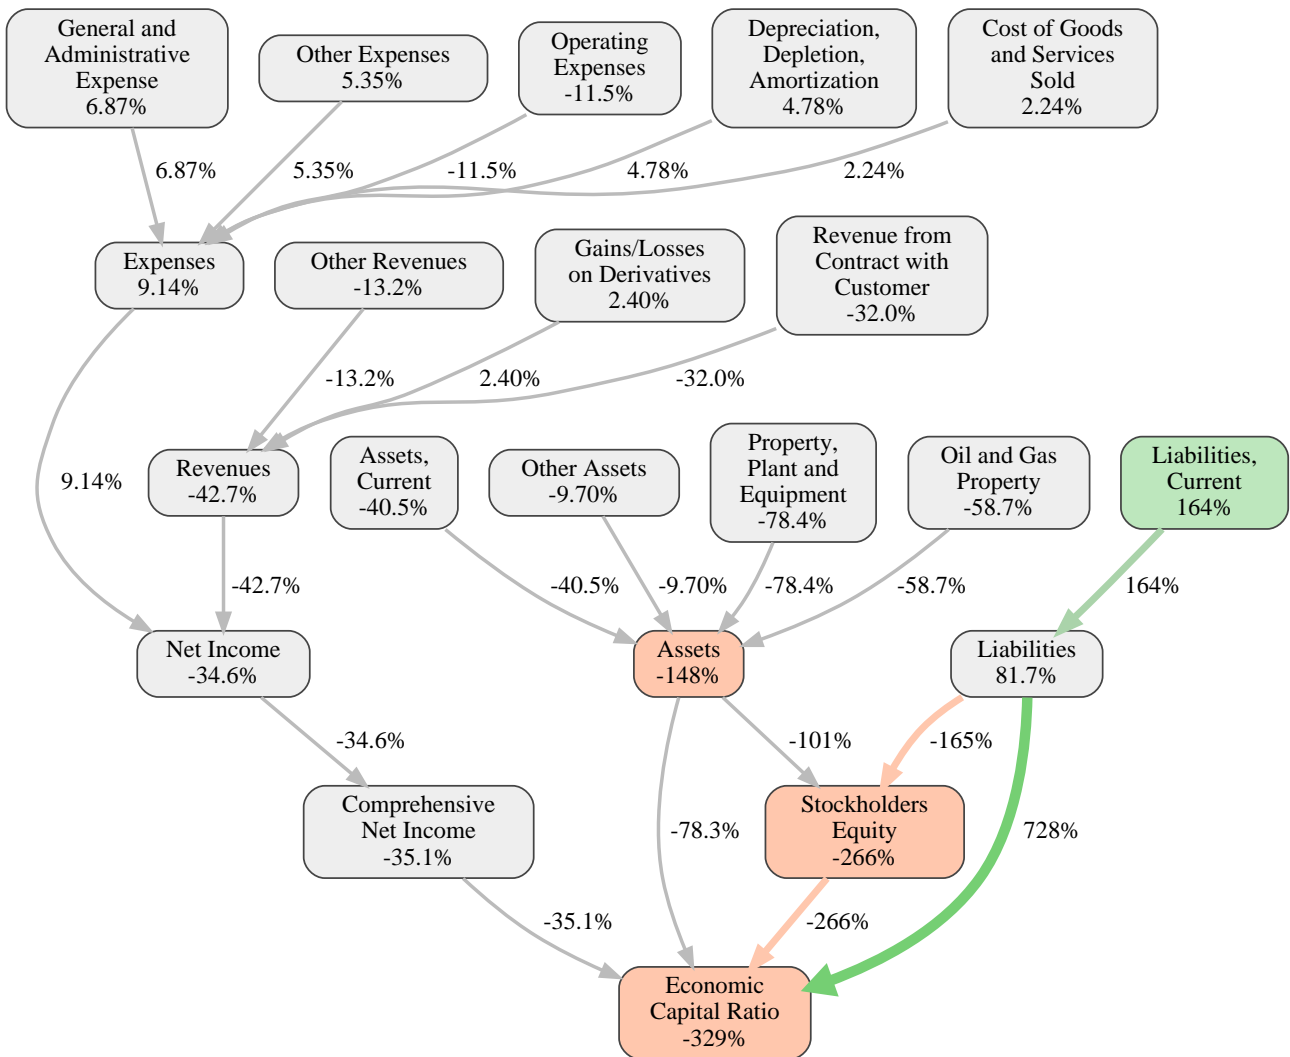 General and
Administrative
Expense
6.87%
Other Expenses
5.35%
Operating
Expenses
-11.5%
Depreciation,
Depletion,
Amortization
4.78%
Cost of Goods
and Services
Sold
2.24%
6.87%
5.35%
-11.5%
4.78%
2.24%
Expenses
9.14%
Other Revenues
-13.2%
Gains/Losses
on Derivatives
2.40%
Revenue from
Contract with
Customer
-32.0%
-13.2%
2.40%
-32.0%
9.14%
Revenues
-42.7%
Assets,
Current
-40.5%
Other Assets
-9.70%
Property,
Plant and
Equipment
-78.4%
Oil and Gas
Property
-58.7%
Liabilities,
Current
164%
-42.7%
-40.5%
-9.70%
-78.4%
-58.7%
164%
Net Income
-34.6%
Assets
-148%
Liabilities
81.7%
-34.6%
-101%
-165%
Comprehensive
Net Income
-35.1%
-78.3%
Stockholders
Equity
-266%
728%
-35.1%
-266%
Economic
Capital Ratio
-329%